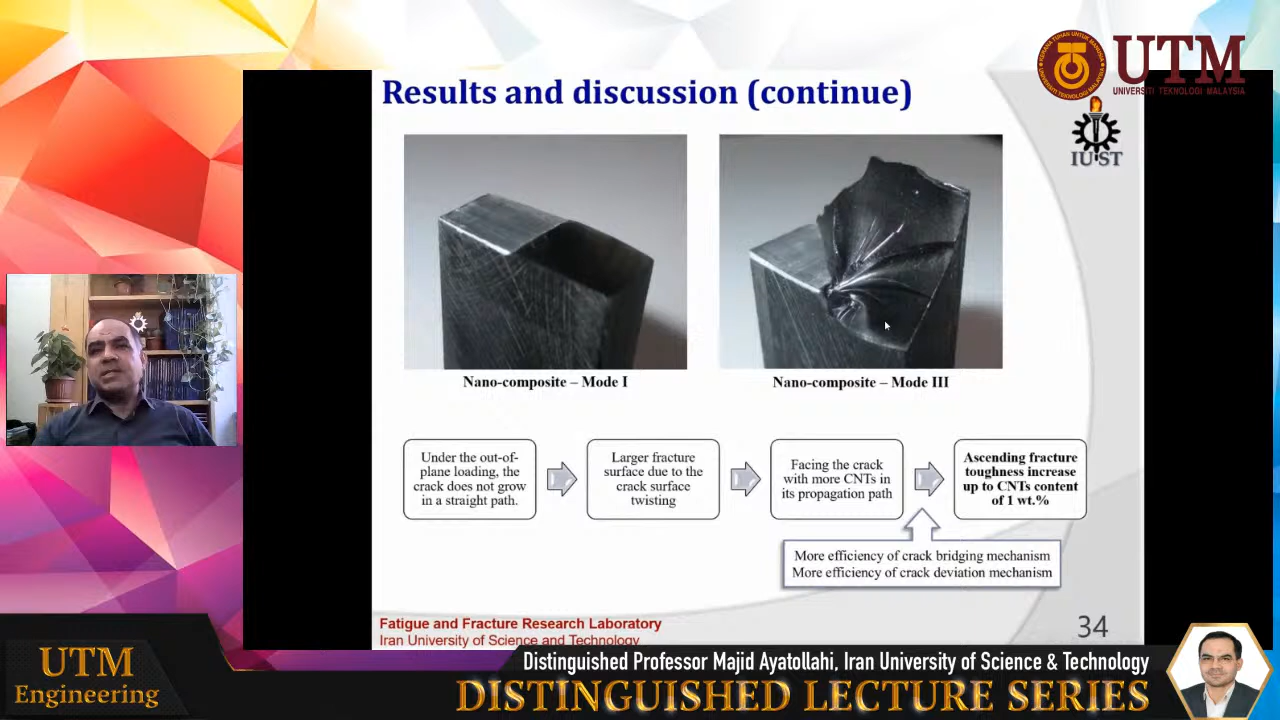 UTM
UNIVERSITI TEKNOLOGI MALAYSIA
IUST
Results and discussion (continue)
Nano-composite – Mode I
Nano-composite – Mode III
Under the out-of-
plane loading, the
crack does not grow
in a straight path.
Larger fracture
surface due to the
crack surface
twisting
Facing the crack
with more CNTs in
its propagation path
Ascending fracture
toughness increase
up to CNTs content
of 1 wt.%
More efficiency of crack bridging mechanism
More efficiency of crack deviation mechanism
Fatigue and Fracture Research Laboratory
Iran University of Science and Technology
34
UTM
Engineering
Distinguished Professor Majid Ayatollahi, Iran University of Science & Technology
DISTINGUISHED LECTURE SERIES